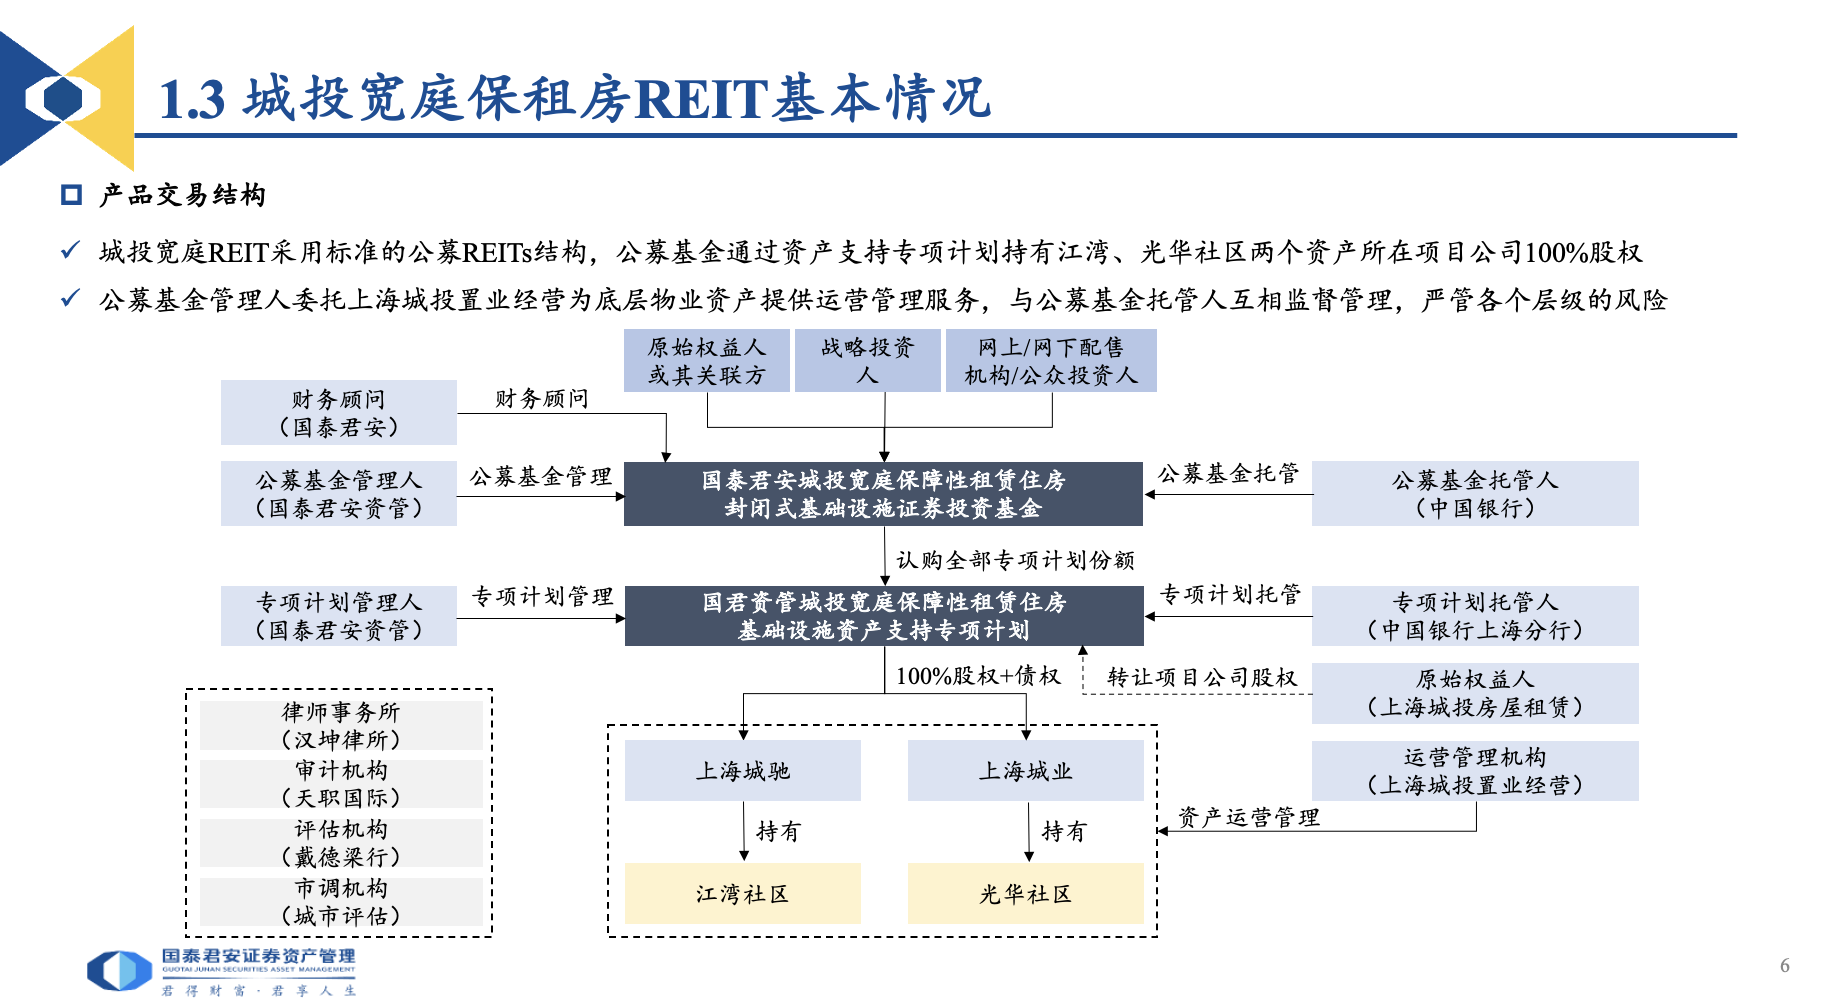 1.3 城投宽庭保租房REIT基本情况
产品交易结构
城投宽庭REIT采用标准的公募REITs结构，公募基金通过资产支持专项计划持有江湾、光华社区两个资产所在项目公司100%股权
公募基金管理人委托上海城投置业经营为底层物业资产提供运营管理服务，与公募基金托管人互相监督管理，严管各个层级的风险
原始权益人
或其关联方
战略投资
人
网上/网下配售
机构/公众投资人
财务顾问
（国泰君安）
财务顾问
公募基金管理人
（国泰君安资管）
公募基金管理
国泰君安城投宽庭保障性租赁住房
封闭式基础设施证券投资基金
公募基金托管
公募基金托管人
（中国银行）
认购全部专项计划份额
专项计划管理人
（国泰君安资管）
专项计划管理
国君资管城投宽庭保障性租赁住房
基础设施资产支持专项计划
专项计划托管
专项计划托管人
（中国银行上海分行）
100%股权+债权
转让项目公司股权
原始权益人
（上海城投房屋租赁）
律师事务所
（汉坤律所）
审计机构
（天职国际）
评估机构
（戴德梁行）
市调机构
（城市评估）
上海城驰
上海城业
运营管理机构
（上海城投置业经营）
资产运营管理
持有
持有
江湾社区
光华社区
国泰君安证券资产管理
GUOTAI JUNAN SECURITIES ASSET MANAGEMENT
君得财富·君享人生
6